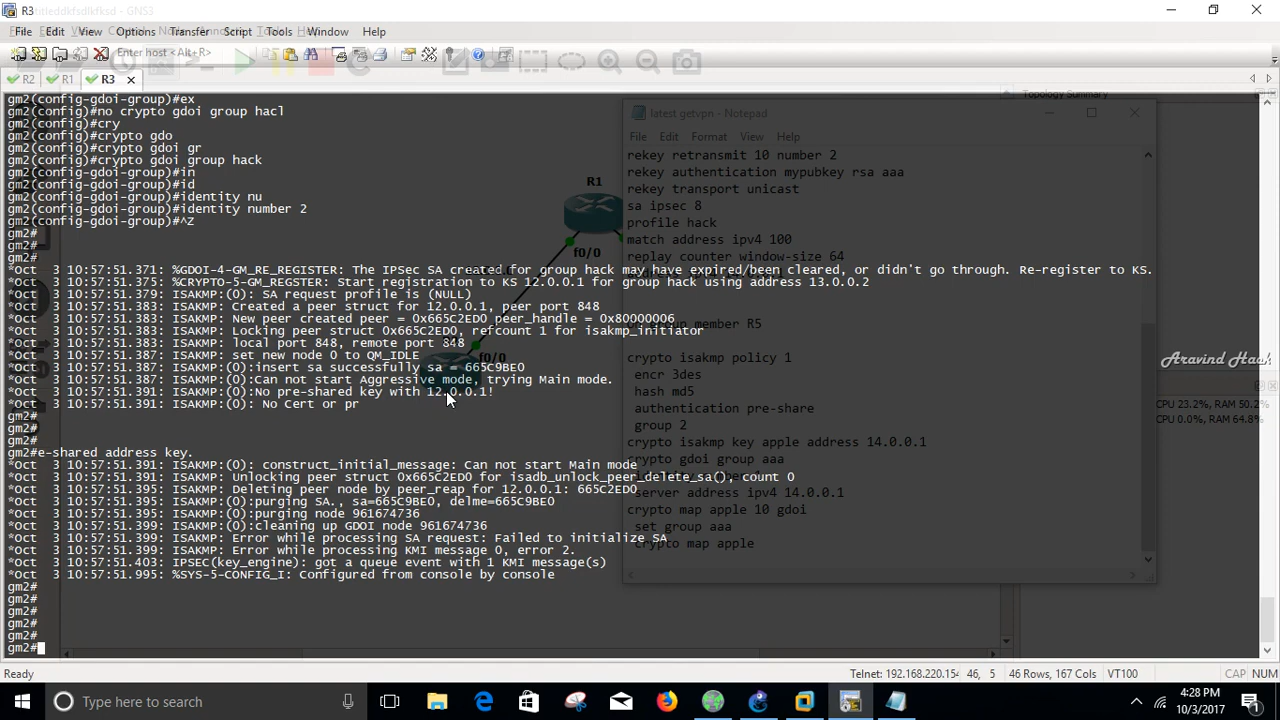 R3
untitleddkfsdlkfksd - GNS3
File Edit View Options Transfer Script Tools Window Help
Enter host <Alt+R>
R2 R1 R3
Topology Summary
gm2(config-gdoi-group)#ex
gm2(config)#no crypto gdoi group hacl
gm2(config)#cry
gm2(config)#crypto gdo
gm2(config)#crypto gdoi gr
gm2(config)#crypto gdoi group hack
gm2(config-gdoi-group)#in
gm2(config-gdoi-group)#id
gm2(config-gdoi-group)#identity nu
gm2(config-gdoi-group)#identity number 2
gm2(config-gdoi-group)#^Z
gm2#
gm2#
gm2#
*Oct 3 10:57:51.371: %GDOI-4-GM_RE_REGISTER: The IPSec SA created for group hack may have expired/been cleared, or didn't go through. Re-register to KS.
*Oct 3 10:57:51.375: %CRYPTO-5-GM_REGSTER: Start registration to KS 12.0.0.1 for group hack using address 13.0.0.2
*Oct 3 10:57:51.379: ISAKMP:(0): SA request profile is (NULL)
*Oct 3 10:57:51.383: ISAKMP: Created a peer struct for 12.0.0.1, peer port 848
*Oct 3 10:57:51.383: ISAKMP: New peer created peer = 0x665C2ED0 peer_handle = 0x80000006
*Oct 3 10:57:51.383: ISAKMP: Locking peer struct 0x665C2ED0, refcount 1 for isakmp_initiator
*Oct 3 10:57:51.383: ISAKMP: local port 848, remote port 848
*Oct 3 10:57:51.387: ISAKMP: set new node 0 to QM_IDLE
*Oct 3 10:57:51.387: ISAKMP:(0):insert sa successfully sa = 665C9BE0
*Oct 3 10:57:51.387: ISAKMP:(0):Can not start Aggressive mode, trying Main mode.
*Oct 3 10:57:51.391: ISAKMP:(0):No pre-shared key with 12.0.0.1!
*Oct 3 10:57:51.391: ISAKMP:(0): No Cert or pr
gm2#
gm2#
gm2#e-shared address key.
*Oct 3 10:57:51.391: ISAKMP:(0): construct_initial_message: Can not start Main mode
*Oct 3 10:57:51.391: ISAKMP: Unlocking peer struct 0x665C2ED0 for isadb_unlock_peer_delete_sa(), count 0
*Oct 3 10:57:51.395: ISAKMP: Deleting peer node by peer_reap for 12.0.0.1: 665C2ED0
*Oct 3 10:57:51.395: ISAKMP:(0):purging SA., sa=665C9BE0, delme=665C9BE0
*Oct 3 10:57:51.395: ISAKMP:(0):purging node 961674736
*Oct 3 10:57:51.399: ISAKMP:(0):cleaning up GDOI node 961674736
*Oct 3 10:57:51.399: ISAKMP: Error while processing SA request: Failed to initialize SA
*Oct 3 10:57:51.399: ISAKMP: Error while processing KMI message 0, error 2.
*Oct 3 10:57:51.403: IPSEC(key_engine): got a queue event with 1 KMI message(s)
*Oct 3 10:57:51.995: %SYS-5-CONFIG_I: Configured from console by console
gm2#
gm2#
gm2#
gm2#
gm2#
gm2#
R1
f0/0
f0/0
latest getvpn - Notepad
File Edit Format View Help
rekey retransmit 10 number 2
rekey authentication mypubkey rsa aaa
rekey transport unicast
sa ipsec 8
profile hack
match address ipv4 100
replay counter window-size 64
on group member R5
crypto isakmp policy 1
encr 3des
hash md5
authentication pre-share
group 2
crypto isakmp key apple address 14.0.0.1
crypto gdoi group aaa
server address ipv4 14.0.0.1
crypto map apple 10 gdoi
set group aaa
crypto map apple
Aravind Haak
CPU 23.2%, RAM 50.2%
CPU 0.0%, RAM 64.8%
Ready
Telnet: 192.168.220.154 46, 5 46 Rows, 167 Cols VT100 CAP NUM
Type here to search
4:28 PM
10/3/2017